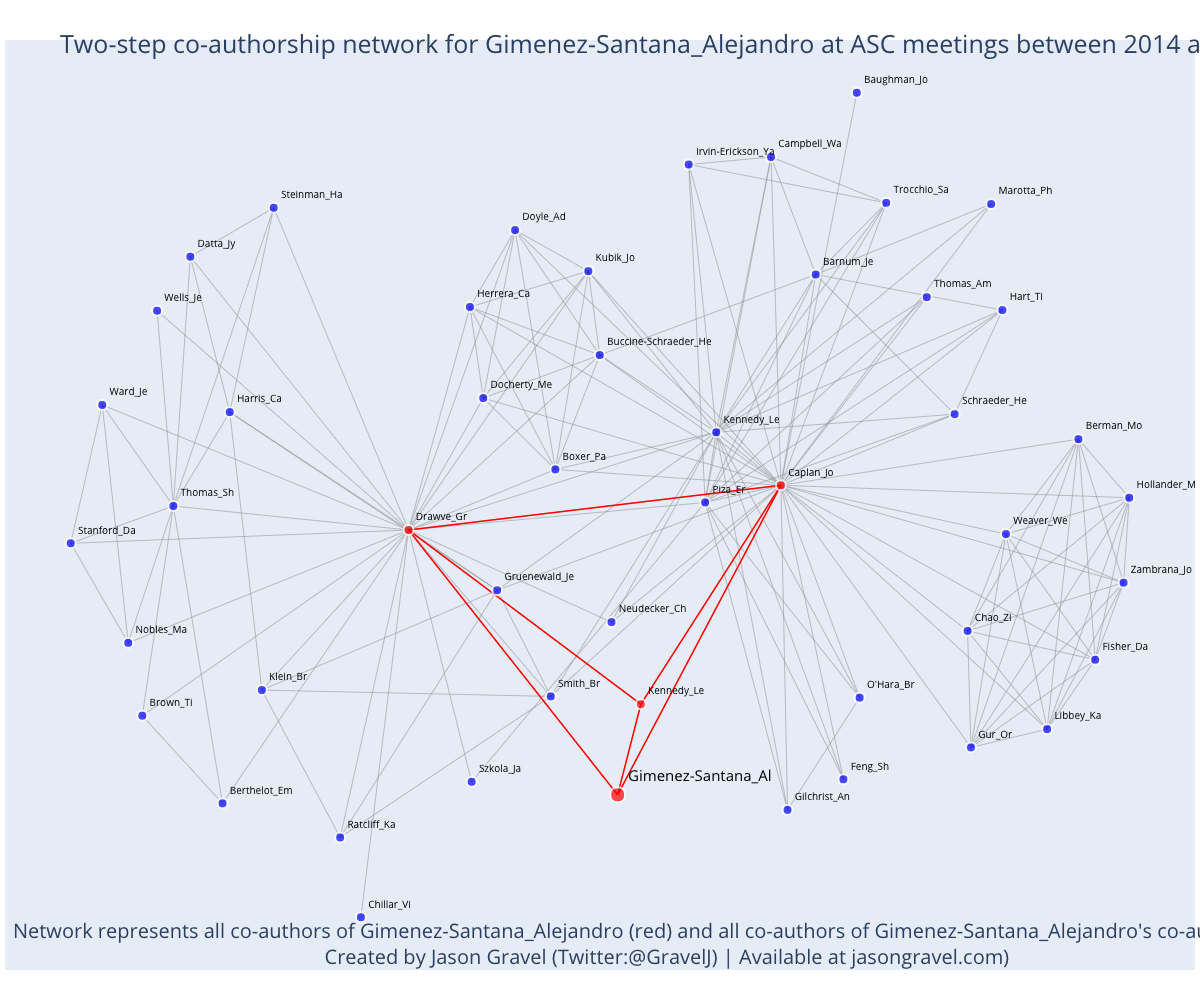 Two-step co-authorship network for Gimenez-Santana_Alejandro at ASC meetings between 2014 a
Baughman_Jo
Campbell_Wa
Irvin-Erickson_Ya
Trocchio_Sa
Marotta_Ph
Steinman_Ha
Doyle_Ad
Datta_Jy
Kubik_Jo
Barnum_Je
Thomas_Am
Herrera_Ca
Wells_Je
Hart_Ti
Buccine-Schraeder_He
Docherty_Me
Ward_Je
Harris_Ca
Schraeder_He
Kennedy_Le
Berman_Mo
Boxer_Pa
Caplan_Jo
Hollander_M
Thomas_Sh
Piza_Er
Drawve_Gr
Weaver_We
Stanford_Da
Zambrana_Jo
Gruenewald_Je
Neudecker_Ch
Chao_Zi
Nobles_Ma
Fisher_Da
Klein_Br
Smith_Br
Kennedy_Le
O'Hara_Br
Brown_Ti
Libbey_Ka
Gur_Or
Szkola_Ja
Gimenez-Santana_Al
Feng_Sh
Berthelot_Em
Gilchrist_An
Ratcliff_Ka
Chillar_Vi
Network represents all co-authors of Gimenez-Santana_Alejandro (red) and all co-authors of Gimenez-Santana_Alejandro's co-au
Created by Jason Gravel (Twitter:@GravelJ) | Available at jasongravel.com)